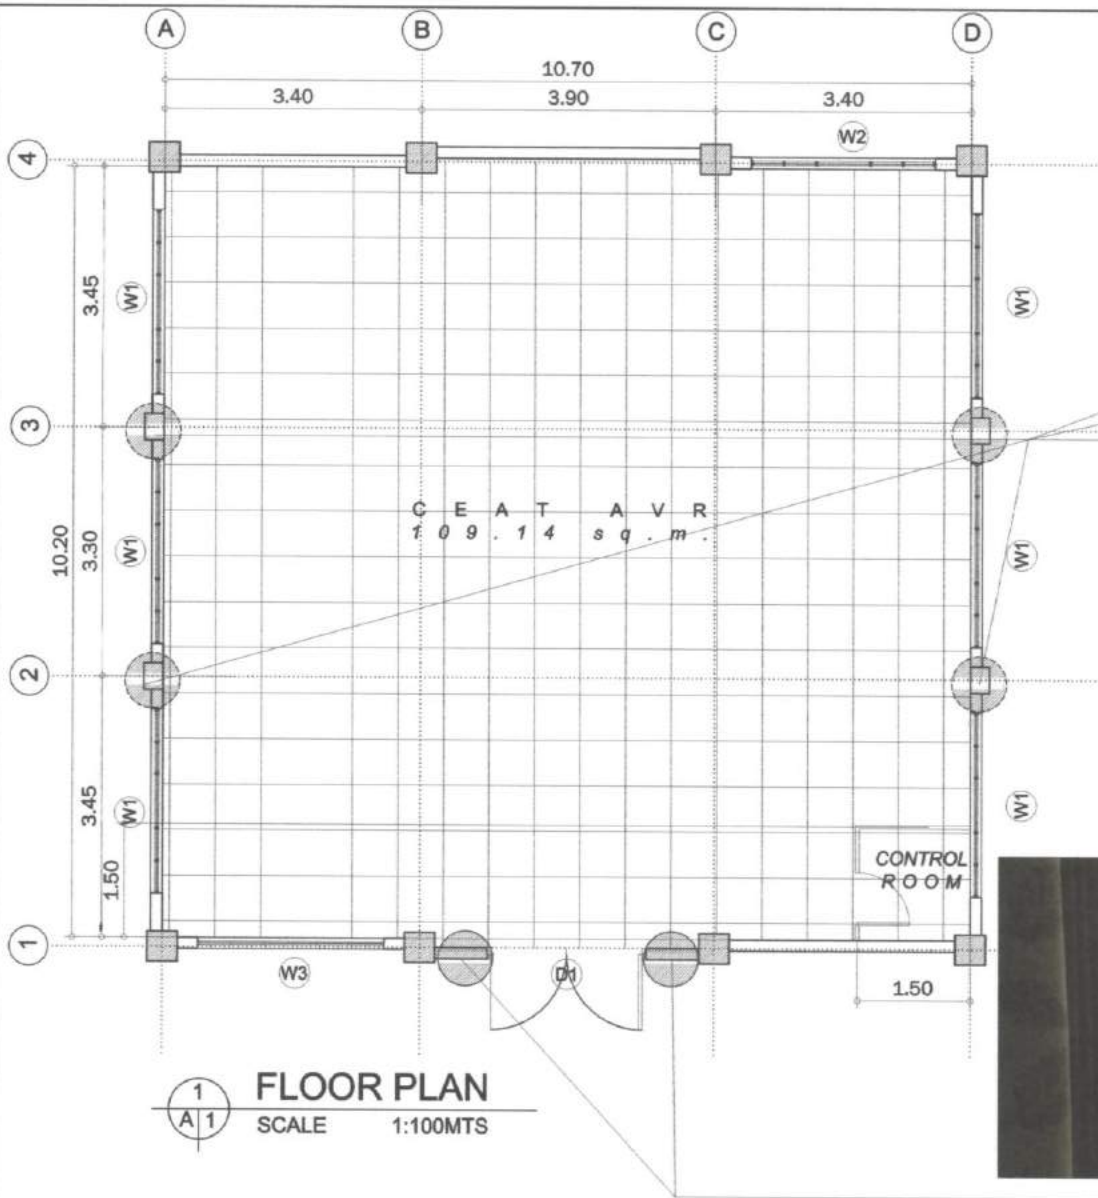 A
B
C
D
10.70
3.40
3.90
3.40
W2
4
3.45
W1
W1
3
C E A T A V R
1 0 9 . 1 4 s q . m .
10.20
3.30
W1
W1
2
3.45
W1
W1
1.50
CONTROL
R O O M
1
W3
D1
1.50
1
A 1
FLOOR PLAN
SCALE 1:100MTS